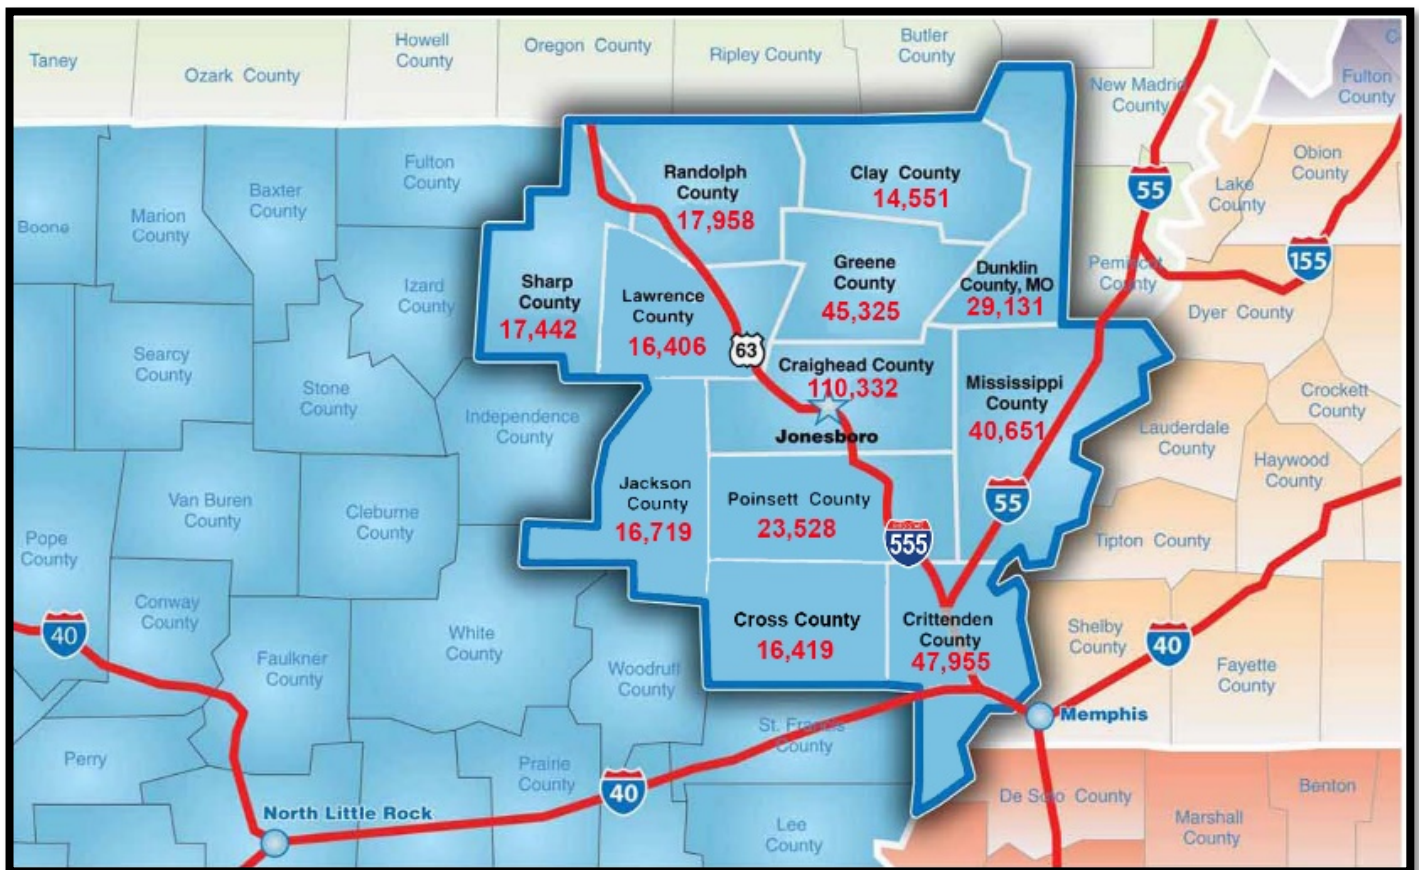 Taney
Ozark County
Howell
County
Oregon County
Ripley County
Butler
County
New Madrid
County
Fulton
County
Boone
Marion
County
Baxter
County
Fulton
County
Randolph
County
17,958
Clay County
14,551
55
Lake
County
Obion
County
155
Izard
County
Sharp
County
17,442
Lawrence
County
16,406
63
Greene
County
45,325
Dunklin
County, MO
29,131
Pemiscot
County
Dyer County
Searcy
County
Stone
County
Independence
County
Craighead County
110,332
Jonesboro
Mississippi
County
40,651
Lauderdale
County
Crockett
County
Haywood
County
Van Buren
County
Cleburne
County
Jackson
County
16,719
Poinsett County
23,528
555
55
Tipton County
Pope
County
40
Conway
County
Faulkner
County
White
County
Woodruff
County
Cross County
16,419
Crittenden
County
47,955
Shelby
County
40
Fayette
County
Memphis
Perry
North Little Rock
Prairie
County
40
St. Francis
County
Lee
County
De Soto County
Marshall
County
Benton